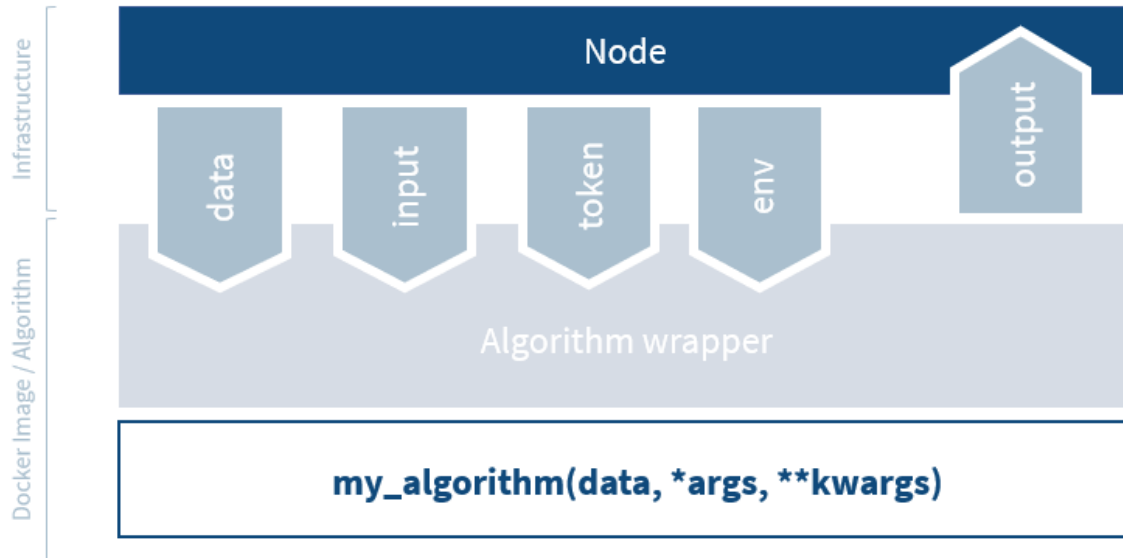 Infrastructure
Node
data
input
token
env
output
Docker Image / Algorithm
Algorithm wrapper
my_algorithm(data, *args, **kwargs)